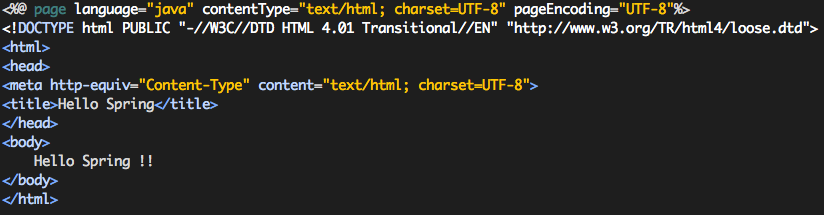 <%@ page language="java" contentType="text/html; charset=UTF-8" pageEncoding="UTF-8"%>
<!DOCTYPE html PUBLIC "-//W3C//DTD HTML 4.01 Transitional//EN" "http://www.w3.org/TR/html4/loose.dtd">
<html>
<head>
<meta http-equiv="Content-Type" content="text/html; charset=UTF-8">
<title>Hello Spring</title>
</head>
<body>
    Hello Spring !!
</body>
</html>